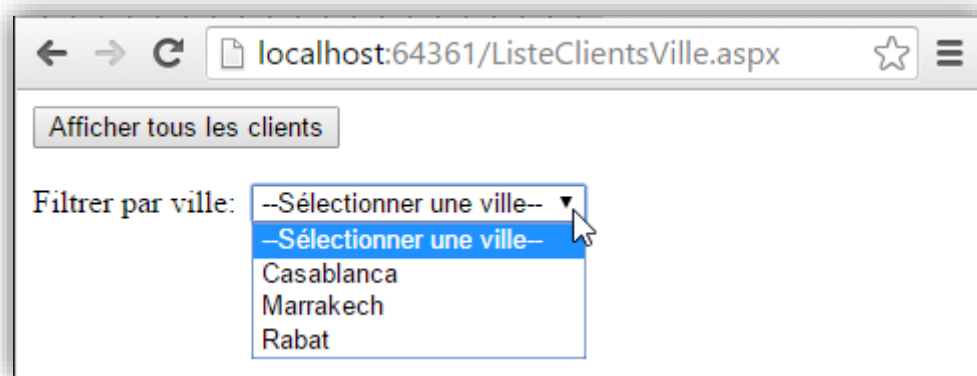 localhost:64361/ListeClientsVille.aspx
Afficher tous les clients
Filtrer par ville: --Sélectionner une ville--
--Sélectionner une ville--
Casablanca
Marrakech
Rabat